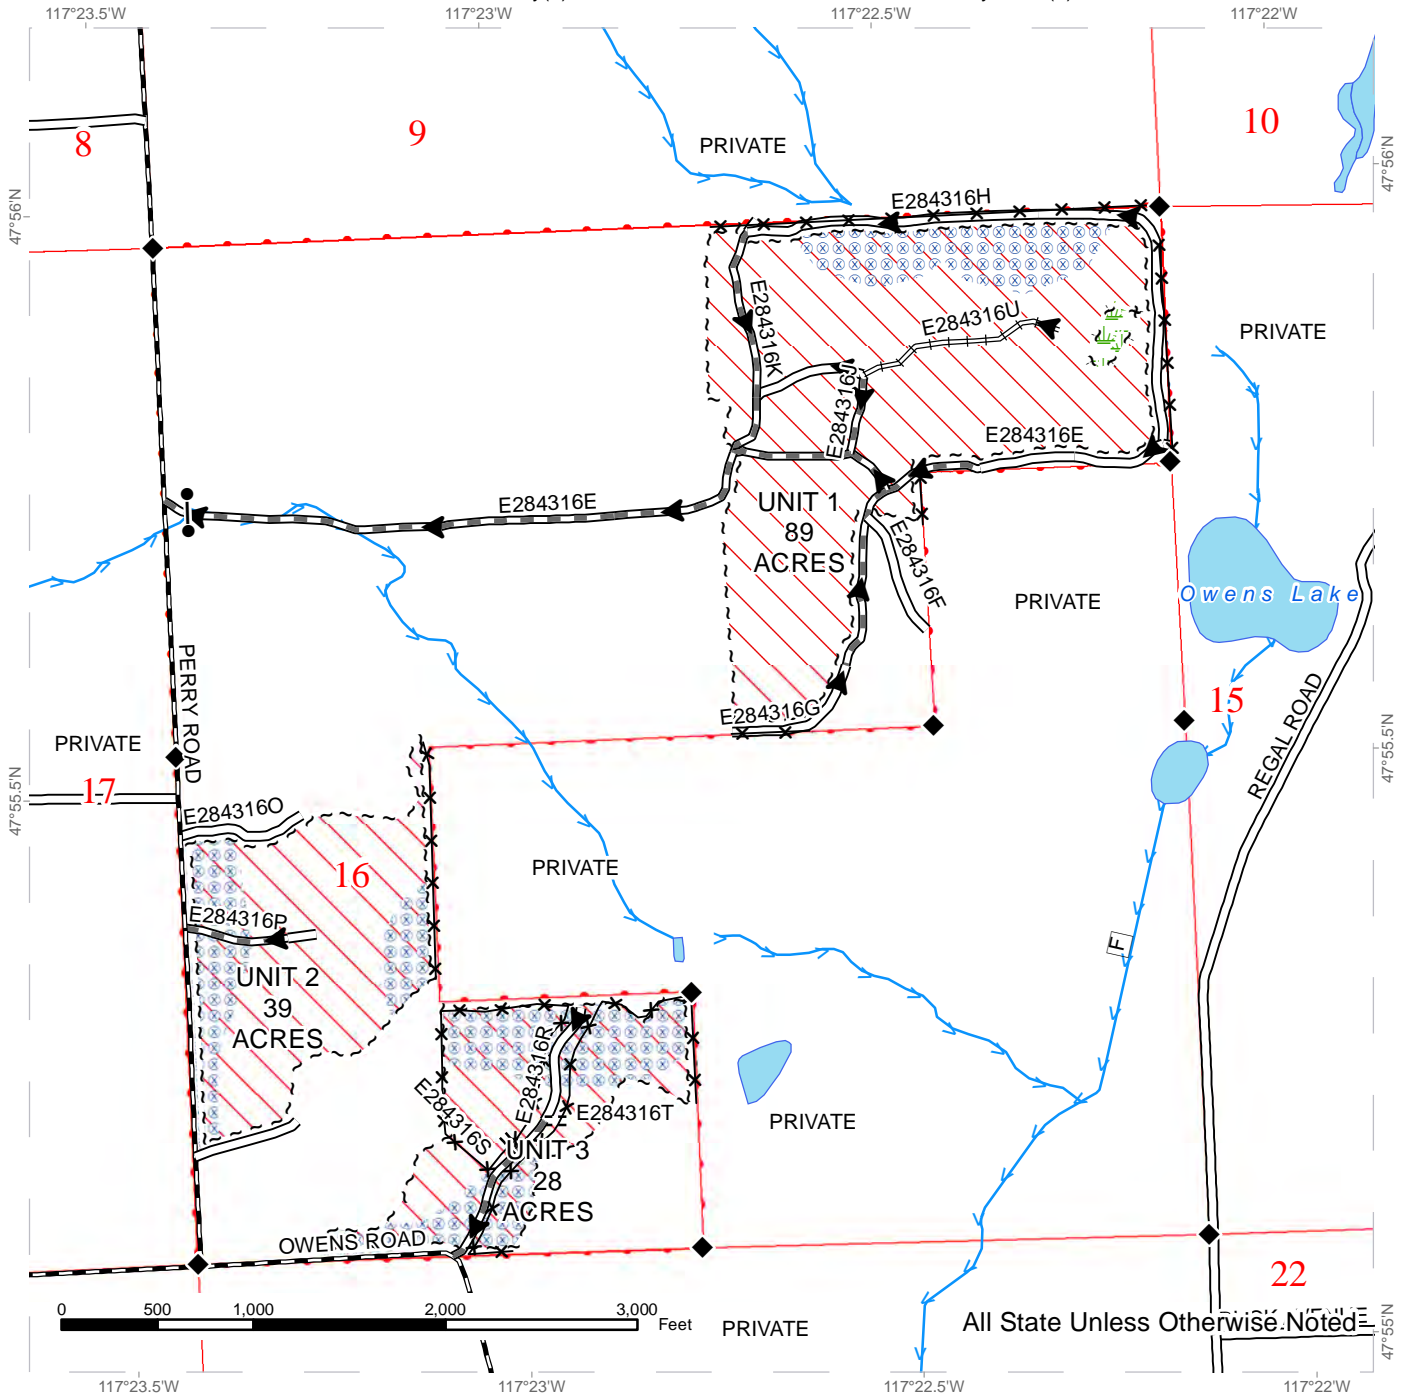 117°23.5'W
117°23'W
117°22.5'W
117°22'W
8
9
10
PRIVATE
47°56'N
47°56'N
E284316H
E284316K
E284316U
PRIVATE
E284316J
E284316E
E284316E
UNIT 1
89
ACRES
E284316F
PRIVATE
Owens Lake
PERRY ROAD
E284316G
15
REGAL ROAD
PRIVATE
17
47°55.5'N
47°55.5'N
E284316O
16
PRIVATE
E284316P
F
UNIT 2
39
ACRES
E284316R
E284316S
E284316T
PRIVATE
UNIT 3
28
ACRES
OWENS ROAD
22
0
500
1,000
2,000
3,000
Feet
PRIVATE
All State Unless Otherwise Noted
47°55'N
117°23.5'W
117°23'W
117°22.5'W
117°22'W